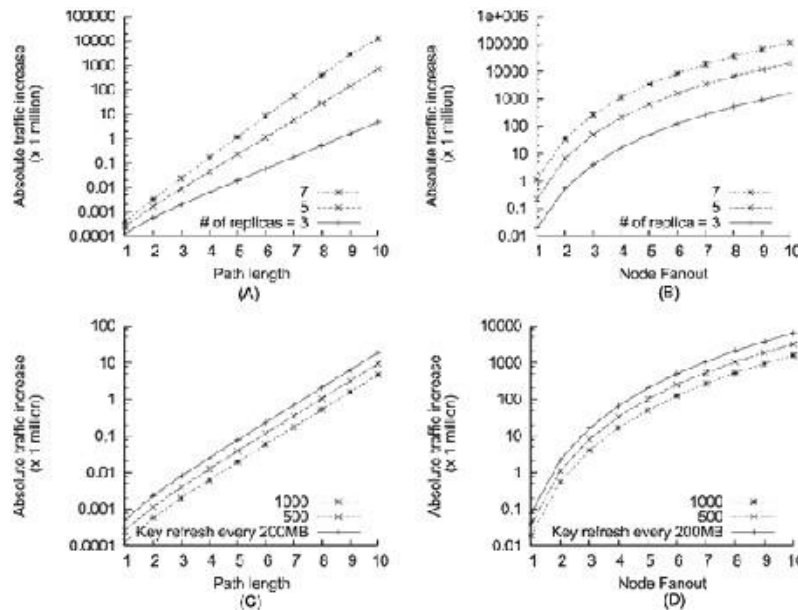 Absolute traffic increase
(x 1 million)
100000
10000
1000
100
10
1
0.1
0.01
0.001
0.0001
7
5
# of replicas = 3
1 2 3 4 5 6 7 8 9 10
Path length
(A)
Absolute traffic increase
(x 1 million)
1e+006
100000
10000
1000
100
10
1
0.1
0.01
7
5
# of replica = 3
1 2 3 4 5 6 7 8 9 10
Node Fanout
(B)
Absolute traffic increase
(x 1 million)
100
10
1
0.1
0.01
0.001
0.0001
1000
500
Key refresh every 200MB
1 2 3 4 5 6 7 8 9 10
Path length
(C)
Absolute traffic increase
(x 1 million)
10000
1000
100
10
1
0.1
0.01
1000
500
Key refresh every 200MB
1 2 3 4 5 6 7 8 9 10
Node Fanout
(D)